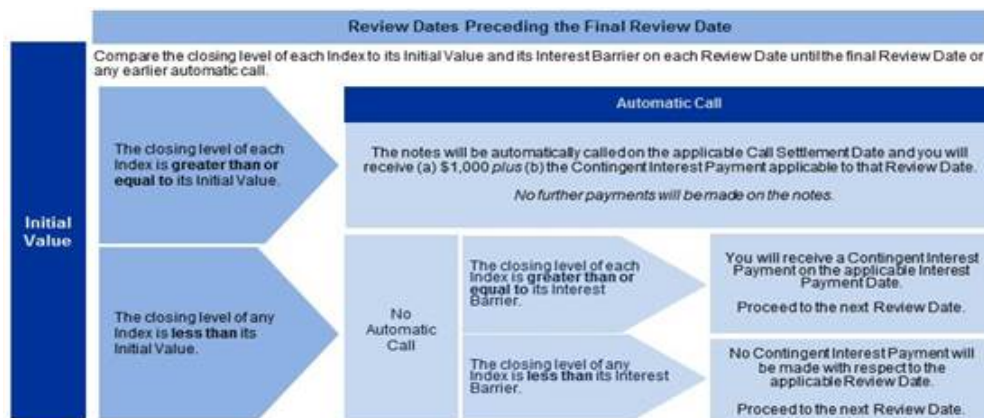 Review Dates Preceding the Final Review Date
Compare the closing level of each Index to its Initial Value and its Interest Barrier on each Review Date until the final Review Date or
any earlier automatic call.
Initial
Value
The closing level of each
Index is greater than or
equal to its Initial Value.
Automatic Call
The notes will be automatically called on the applicable Call Settlement Date and you will
receive (a) $1,000 plus (b) the Contingent Interest Payment applicable to that Review Date.
No further payments will be made on the notes.
The closing level of any
Index is less than its
Initial Value.
No
Automatic
Call
The closing level of each
Index is greater than or
equal to its Interest
Barrier.
You will receive a Contingent Interest
Payment on the applicable Interest
Payment Date.
Proceed to the next Review Date.
The closing level of any
Index is less than its Interest
Barrier.
No Contingent Interest Payment will
be made with respect to the
applicable Review Date.
Proceed to the next Review Date.